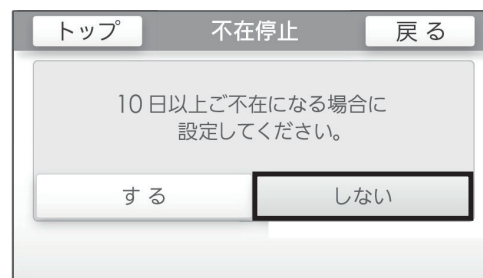 トップ 不在停止 戻る
10日以上ご不在になる場合に
設定してください。
する しない